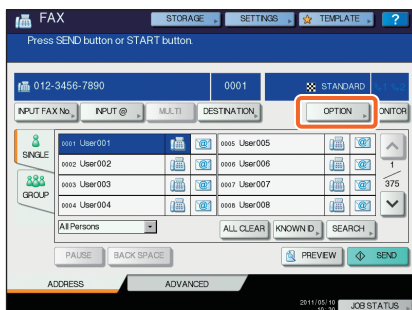 FAX STORAGE SETTINGS TEMPLATE ?
Press SEND button or START button.
012-3456-7890 0001 STANDARD
INPUT FAX No. INPUT @ MULTI DESTINATION OPTION ONITOR
SINGLE
GROUP
0001 User001 0005 User005
0002 User002 0006 User006
0003 User003 0007 User007
0004 User004 0008 User008
1
375
All Persons ALL CLEAR KNOWN ID SEARCH
PAUSE BACK SPACE PREVIEW SEND
ADDRESS ADVANCED
2011/05/10
JOB STATUS